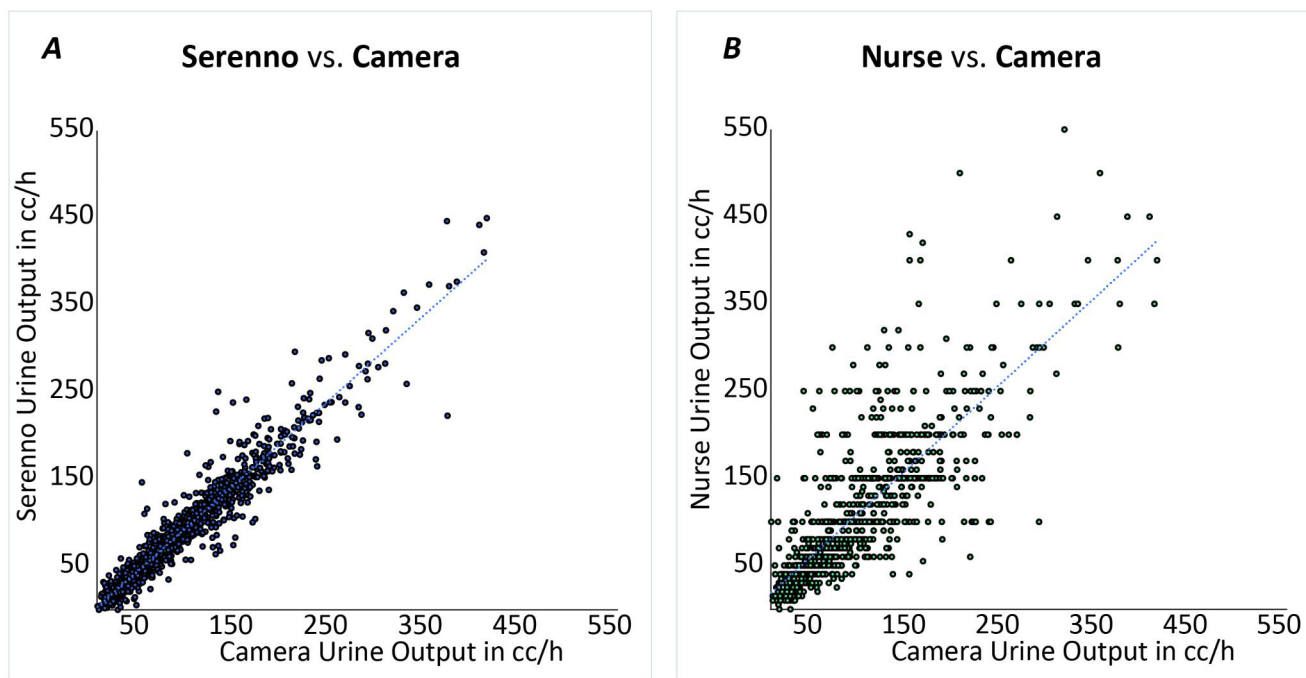 A
Serenno vs. Camera
Serenno Urine Output in cc/h
550
450
350
250
150
50
50 150 250 350 450 550
Camera Urine Output in cc/h
B
Nurse vs. Camera
Nurse Urine Output in cc/h
550
450
350
250
150
50
50 150 250 350 450 550
Camera Urine Output in cc/h